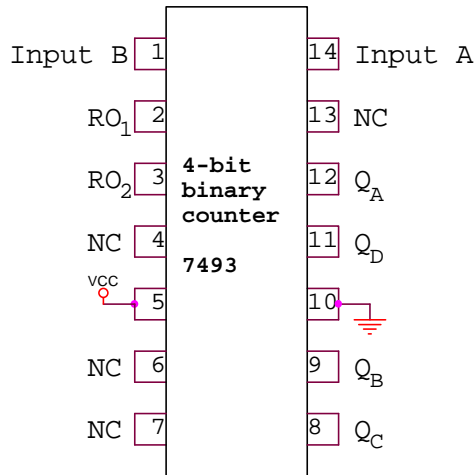 Input B 1 14 Input A
RO1 2 13 NC
RO2 3 12 QA
4-bit
binary
counter
7493
NC 4 11 QD
VCC
5 10
NC 6 9 QB
NC 7 8 QC